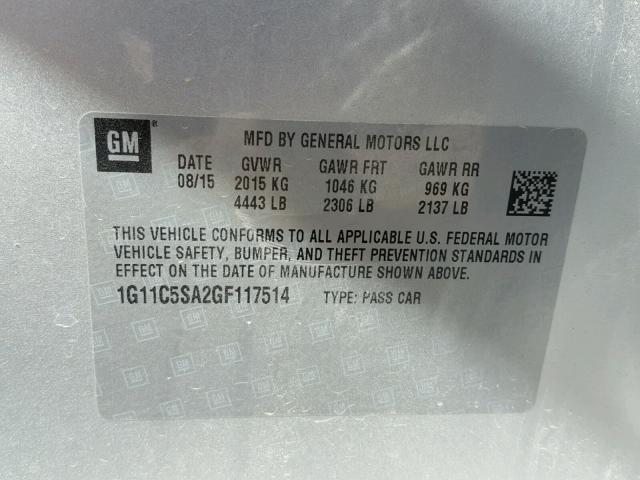 GM ®
MFD BY GENERAL MOTORS LLC
DATE GVWR GAWR FRT GAWR RR
08/15 2015 KG 1046 KG 969 KG
4443 LB 2306 LB 2137 LB
THIS VEHICLE CONFORMS TO ALL APPLICABLE U.S. FEDERAL MOTOR
VEHICLE SAFETY, BUMPER, AND THEFT PREVENTION STANDARDS IN
EFFECT ON THE DATE OF MANUFACTURE SHOWN ABOVE.
1G11C5SA2GF117514 TYPE: PASS CAR